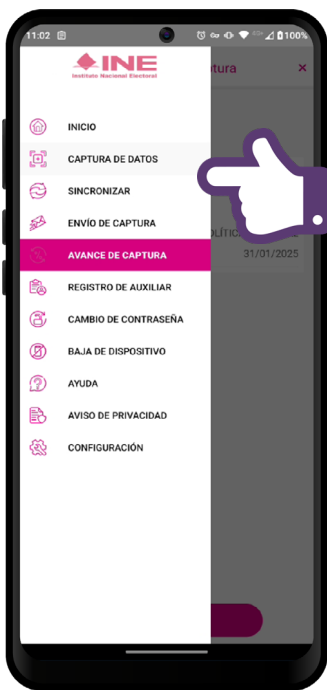 11:02
100%
INE
Instituto Nacional Electoral
tura
×
INICIO
CAPTURA DE DATOS
SINCRONIZAR
ENVÍO DE CAPTURA
AVANCE DE CAPTURA
31/01/2025
REGISTRO DE AUXILIAR
CAMBIO DE CONTRASEÑA
BAJA DE DISPOSITIVO
AYUDA
AVISO DE PRIVACIDAD
CONFIGURACIÓN